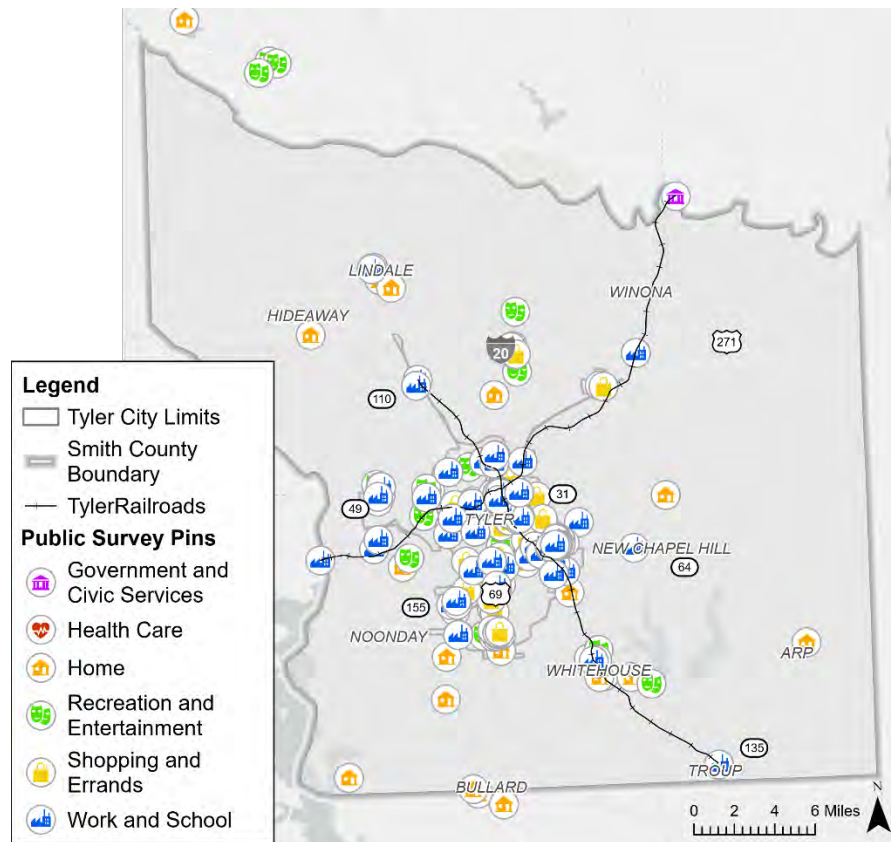 LINDALE
HIDEAWAY
WINONA
271
20
110
Legend
Tyler City Limits
Smith County
Boundary
TylerRailroads
Public Survey Pins
Government and
Civic Services
Health Care
Home
Recreation and
Entertainment
Shopping and
Errands
Work and School
49
31
TYLER
NEW CHAPEL HILL
64
69
155
NOONDAY
WHITEHOUSE
ARP
135
TROUP
BULLARD
N
0 2 4 6 Miles